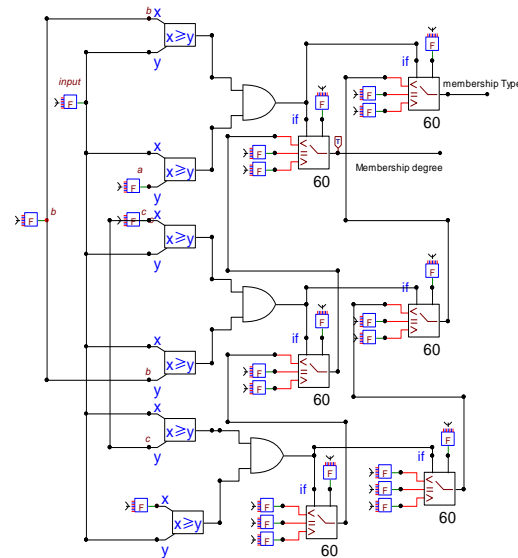 b
x
x⩾y
y
F
if
F
membership Type
input
F
<
=
>
F
F
60
F
T
Membership degree
if
<
=
>
F
F
60
x
x⩾y
a
F
y
b
F
c
F
x
x⩾y
y
F
if
<
=
>
F
F
60
F
if
<
=
>
F
F
60
x
x⩾y
b
y
x
x⩾y
c
y
F
if
<
=
>
F
F
F
60
F
if
<
=
>
F
F
F
60
F
x
x⩾y
y